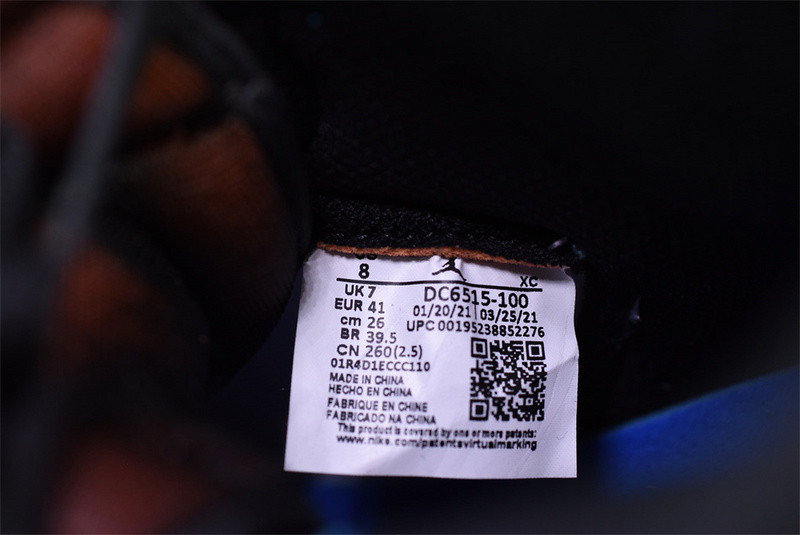 8
XC
UK 7
EUR 41
cm 26
BR 39.5
CN 260(2.5)
DC6515-100
01/20/21 03/25/21
UPC 00195238852276
01R4D1ECCC110
MADE IN CHINA
HECHO EN CHINA
FABRIQUE EN CHINE
FABRICADO NA CHINA
This product is covered by one or more patents:
www.nike.com/patentsvirtualmarking